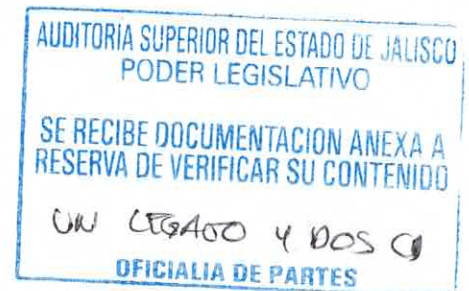 AUDITORIA SUPERIOR DEL ESTADO DE JALISCO
PODER LEGISLATIVO
SE RECIBE DOCUMENTACION ANEXA A
RESERVA DE VERIFICAR SU CONTENIDO
UN LEGAJO Y DOS CD
OFICIALIA DE PARTES